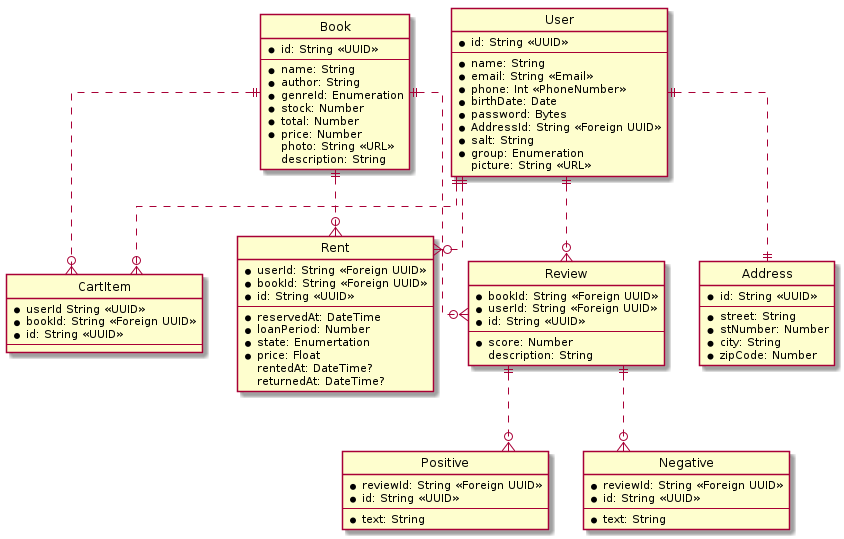 Book
id: String «UUID»
name: String
author: String
genreId: Enumeration
stock: Number
total: Number
price: Number
photo: String «URL»
description: String
User
id: String «UUID»
name: String
email: String «Email»
phone: Int «PhoneNumber»
birthDate: Date
password: Bytes
AddressId: String «Foreign UUID»
salt: String
group: Enumeration
picture: String «URL»
CartItem
userId String «UUID»
bookId: String «Foreign UUID»
id: String «UUID»
Rent
userId: String «Foreign UUID»
bookId: String «Foreign UUID»
id: String «UUID»
reservedAt: DateTime
loanPeriod: Number
state: Enumertation
price: Float
rentedAt: DateTime?
returnedAt: DateTime?
Review
bookId: String «Foreign UUID»
userId: String «Foreign UUID»
id: String «UUID»
score: Number
description: String
Address
id: String «UUID»
street: String
stNumber: Number
city: String
zipCode: Number
Positive
reviewId: String «Foreign UUID»
id: String «UUID»
text: String
Negative
reviewId: String «Foreign UUID»
id: String «UUID»
text: String